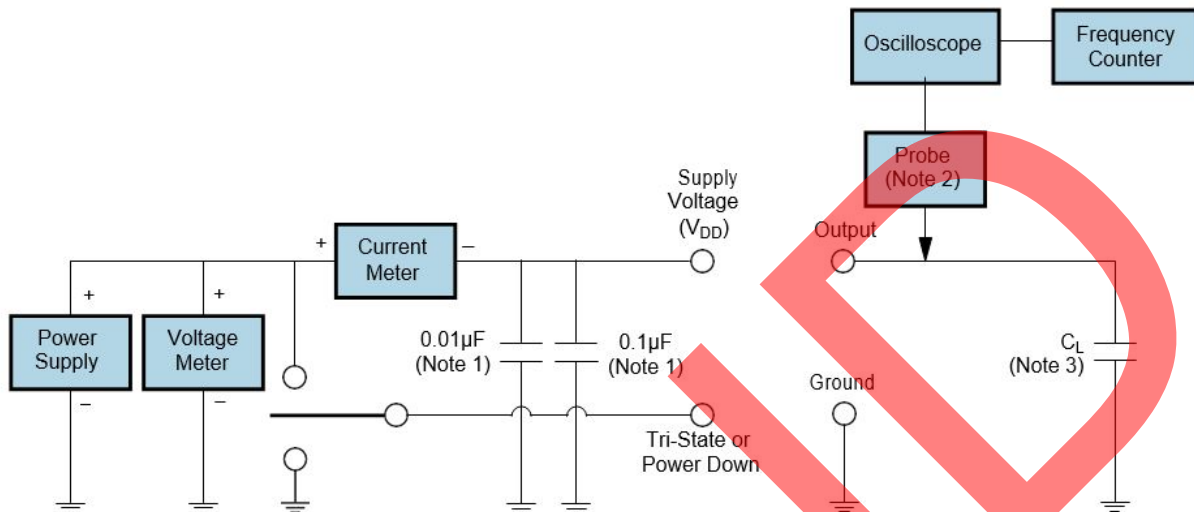 Oscilloscope
Frequency
Counter
Probe
(Note 2)
Supply
Voltage
(VDD)
Output
+
Current
Meter
–
+
Power
Supply
–
+
Voltage
Meter
–
0.01µF
(Note 1)
0.1µF
(Note 1)
CL
(Note 3)
Ground
Tri-State or
Power Down